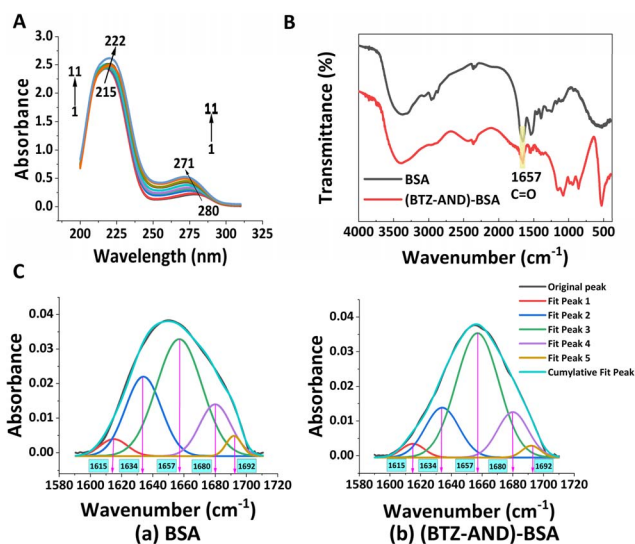 A
3.0
2.5
2.0
1.5
1.0
0.5
0.0
Absorbance
11
1
222
215
11
1
271
280
200 225 250 275 300 325
Wavelength (nm)
B
Transmittance (%)
1657
C=O
BSA
(BTZ-AND)-BSA
4000 3000 2000 1000
Wavenumber (cm-1)
C
0.04
0.03
0.02
0.01
0.00
Absorbance
1615 1634 1657 1680 1692
1580 1600 1620 1640 1660 1680 1700 1720
Wavenumber (cm-1)
(a) BSA
Original peak
Fit Peak 1
Fit Peak 2
Fit Peak 3
Fit Peak 4
Fit Peak 5
Cumylative Fit Peak
0.04
0.03
0.02
0.01
0.00
Absorbance
1615 1634 1657 1680 1692
1580 1600 1620 1640 1660 1680 1700 1720
Wavenumber (cm-1)
(b) (BTZ-AND)-BSA